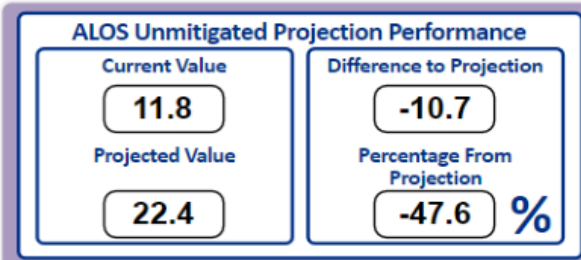 ALOS Unmitigated Projection Performance
Current Value
11.8
Projected Value
22.4
Difference to Projection
-10.7
Percentage From
Projection
-47.6 %